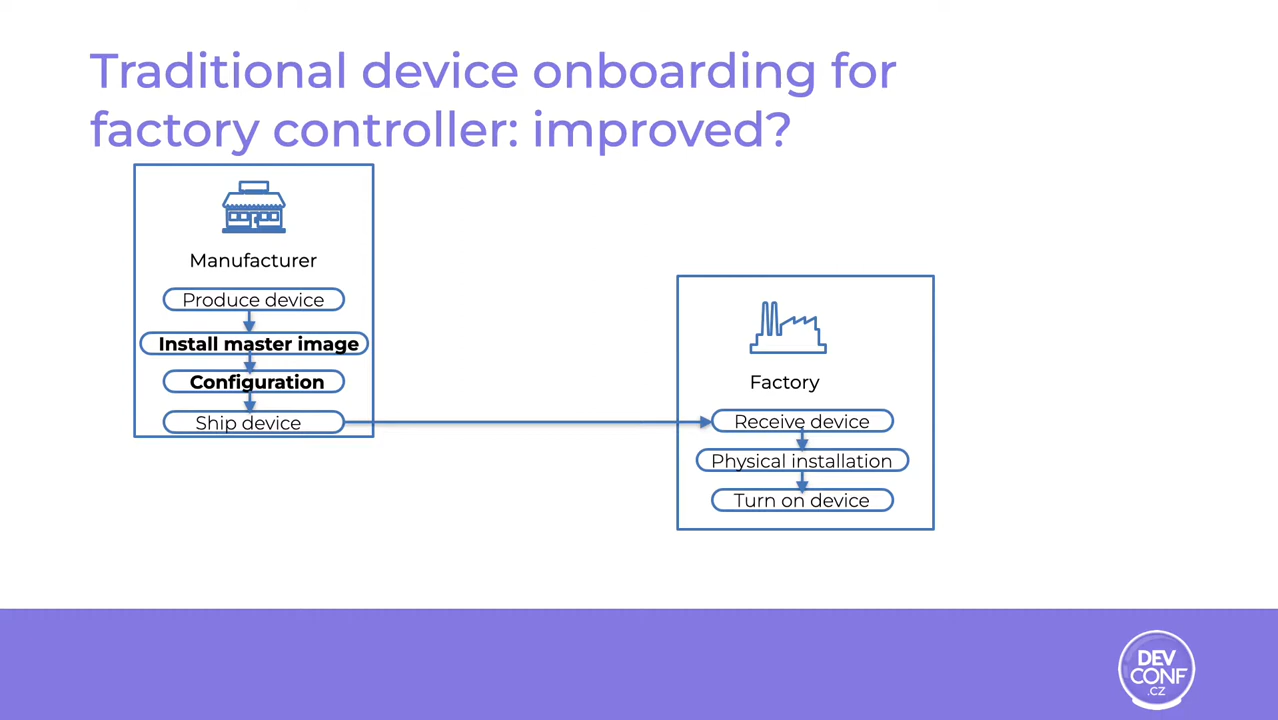 Traditional device onboarding for
factory controller: improved?
Manufacturer
Produce device
Install master image
Configuration
Ship device
Factory
Receive device
Physical installation
Turn on device
DEV
CONF
.CZ